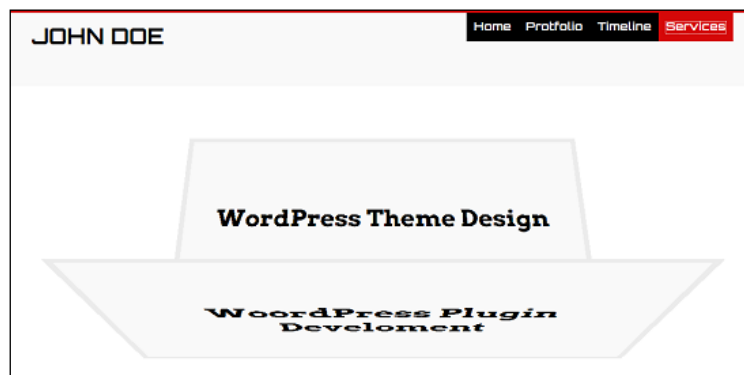 JOHN DOE
Home Protfolio Timeline Services
WordPress Theme Design
WoordPress Plugin
Develoment